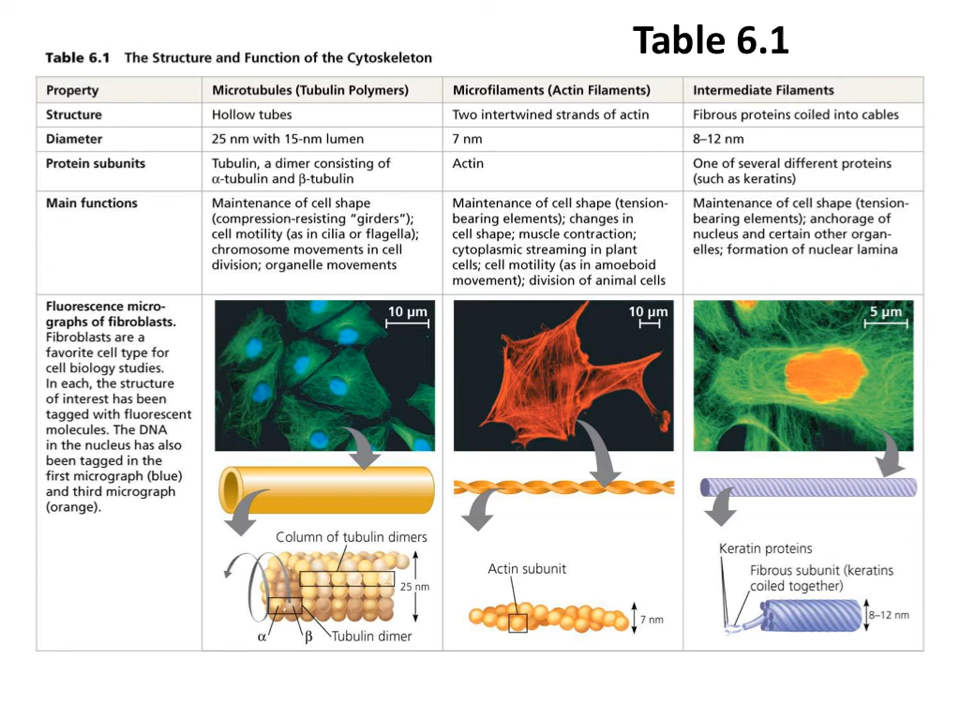 Table 6.1
Table 6.1 The Structure and Function of the Cytoskeleton
Property
Microtubules (Tubulin Polymers)
Microfilaments (Actin Filaments)
Intermediate Filaments
Structure
Hollow tubes
Two intertwined strands of actin
Fibrous proteins coiled into cables
Diameter
25 nm with 15-nm lumen
7 nm
8–12 nm
Protein subunits
Tubulin, a dimer consisting of
α-tubulin and β-tubulin
Actin
One of several different proteins
(such as keratins)
Main functions
Maintenance of cell shape
(compression-resisting "girders");
cell motility (as in cilia or flagella);
chromosome movements in cell
division; organelle movements
Maintenance of cell shape (tension-
bearing elements); changes in
cell shape; muscle contraction;
cytoplasmic streaming in plant
cells; cell motility (as in amoeboid
movement); division of animal cells
Maintenance of cell shape (tension-
bearing elements); anchorage of
nucleus and certain other organ-
elles; formation of nuclear lamina
Fluorescence micro-
graphs of fibroblasts.
Fibroblasts are a
favorite cell type for
cell biology studies.
In each, the structure
of interest has been
tagged with fluorescent
molecules. The DNA
in the nucleus has also
been tagged in the
first micrograph (blue)
and third micrograph
(orange).
10 μm
10 μm
5 μm
Column of tubulin dimers
25 nm
α
β
Tubulin dimer
Actin subunit
7 nm
Keratin proteins
Fibrous subunit (keratins
coiled together)
8–12 nm